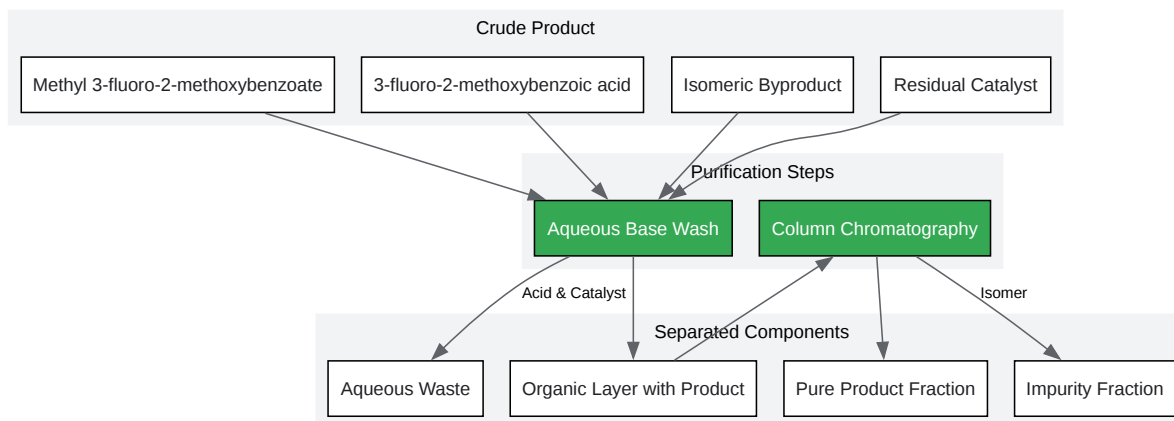 Crude Product
Methyl 3-fluoro-2-methoxybenzoate
3-fluoro-2-methoxybenzoic acid
Isomeric Byproduct
Residual Catalyst
Purification Steps
Aqueous Base Wash
Column Chromatography
Acid & Catalyst
Isomer
Separated Components
Aqueous Waste
Organic Layer with Product
Pure Product Fraction
Impurity Fraction